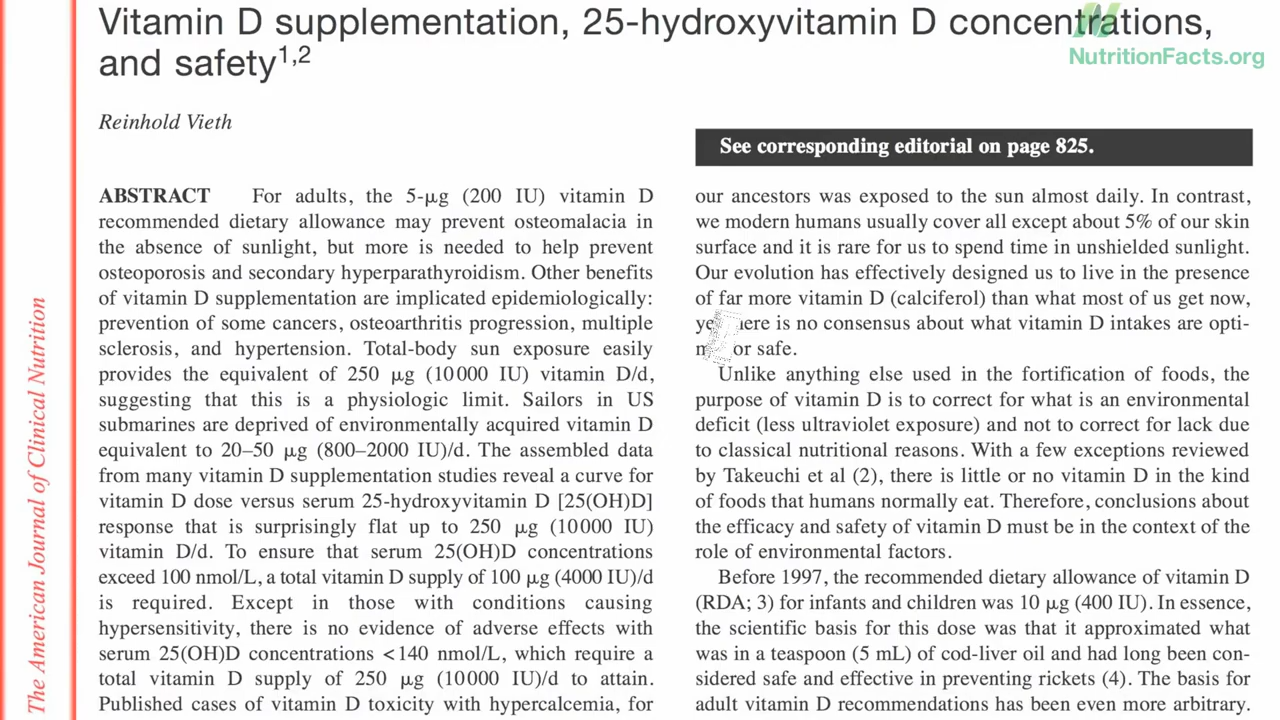 Vitamin D supplementation, 25-hydroxyvitamin D concentrations,
and safety1,2
NutritionFacts.org
Reinhold Vieth
See corresponding editorial on page 825.
The American Journal of Clinical Nutrition
ABSTRACT For adults, the 5-μg (200 IU) vitamin D
recommended dietary allowance may prevent osteomalacia in
the absence of sunlight, but more is needed to help prevent
osteoporosis and secondary hyperparathyroidism. Other benefits
of vitamin D supplementation are implicated epidemiologically:
prevention of some cancers, osteoarthritis progression, multiple
sclerosis, and hypertension. Total-body sun exposure easily
provides the equivalent of 250 μg (10000 IU) vitamin D/d,
suggesting that this is a physiologic limit. Sailors in US
submarines are deprived of environmentally acquired vitamin D
equivalent to 20–50 μg (800–2000 IU)/d. The assembled data
from many vitamin D supplementation studies reveal a curve for
vitamin D dose versus serum 25-hydroxyvitamin D [25(OH)D]
response that is surprisingly flat up to 250 μg (10000 IU)
vitamin D/d. To ensure that serum 25(OH)D concentrations
exceed 100 nmol/L, a total vitamin D supply of 100 μg (4000 IU)/d
is required. Except in those with conditions causing
hypersensitivity, there is no evidence of adverse effects with
serum 25(OH)D concentrations <140 nmol/L, which require a
total vitamin D supply of 250 μg (10000 IU)/d to attain.
Published cases of vitamin D toxicity with hypercalcemia, for
our ancestors was exposed to the sun almost daily. In contrast,
we modern humans usually cover all except about 5% of our skin
surface and it is rare for us to spend time in unshielded sunlight.
Our evolution has effectively designed us to live in the presence
of far more vitamin D (calciferol) than what most of us get now,
is no consensus about what vitamin D intakes are opti-
or safe.
Unlike anything else used in the fortification of foods, the
purpose of vitamin D is to correct for what is an environmental
deficit (less ultraviolet exposure) and not to correct for lack due
to classical nutritional reasons. With a few exceptions reviewed
by Takeuchi et al (2), there is little or no vitamin D in the kind
of foods that humans normally eat. Therefore, conclusions about
the efficacy and safety of vitamin D must be in the context of the
role of environmental factors.
Before 1997, the recommended dietary allowance of vitamin D
(RDA; 3) for infants and children was 10 μg (400 IU). In essence,
the scientific basis for this dose was that it approximated what
was in a teaspoon (5 mL) of cod-liver oil and had long been con-
sidered safe and effective in preventing rickets (4). The basis for
adult vitamin D recommendations has been even more arbitrary.